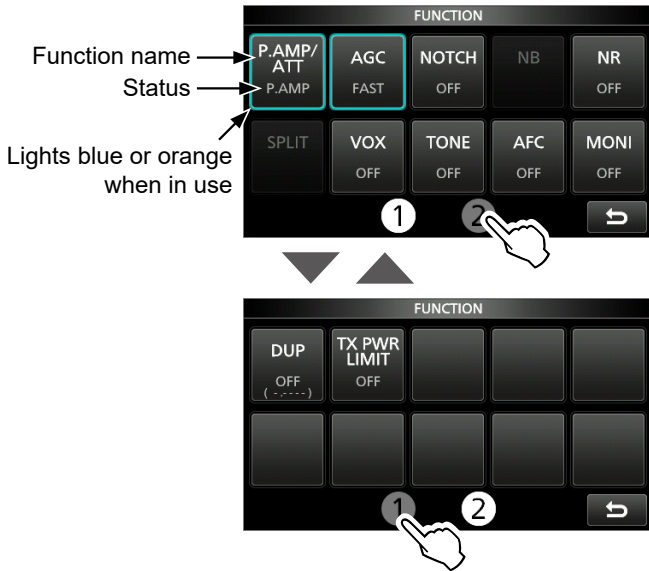 FUNCTION
Function name
Status
Lights blue or orange
when in use
P.AMP/
ATT
P.AMP
AGC
FAST
NOTCH
OFF
NB
NR
OFF
SPLIT
VOX
OFF
TONE
OFF
AFC
OFF
MONI
OFF
1
2
FUNCTION
DUP
OFF
( -.---- )
TX PWR
LIMIT
OFF
1
2